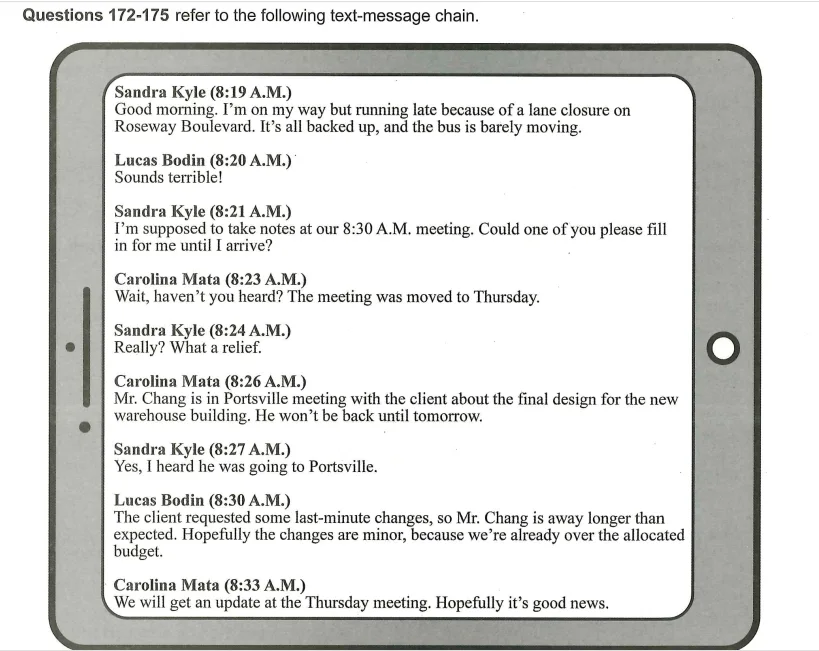 Questions 172-175 refer to the following text-message chain.
Sandra Kyle (8:19 A.M.)
Good morning. I'm on my way but running late because of a lane closure on
Roseway Boulevard. It's all backed up, and the bus is barely moving.
Lucas Bodin (8:20 A.M.)
Sounds terrible!
Sandra Kyle (8:21 A.M.)
I'm supposed to take notes at our 8:30 A.M. meeting. Could one of you please fill
in for me until I arrive?
Carolina Mata (8:23 A.M.)
Wait, haven't you heard? The meeting was moved to Thursday.
Sandra Kyle (8:24 A.M.)
Really? What a relief.
Carolina Mata (8:26 A.M.)
Mr. Chang is in Portsville meeting with the client about the final design for the new
warehouse building. He won't be back until tomorrow.
Sandra Kyle (8:27 A.M.)
Yes, I heard he was going to Portsville.
Lucas Bodin (8:30 A.M.)
The client requested some last-minute changes, so Mr. Chang is away longer than
expected. Hopefully the changes are minor, because we're already over the allocated
budget.
Carolina Mata (8:33 A.M.)
We will get an update at the Thursday meeting. Hopefully it's good news.